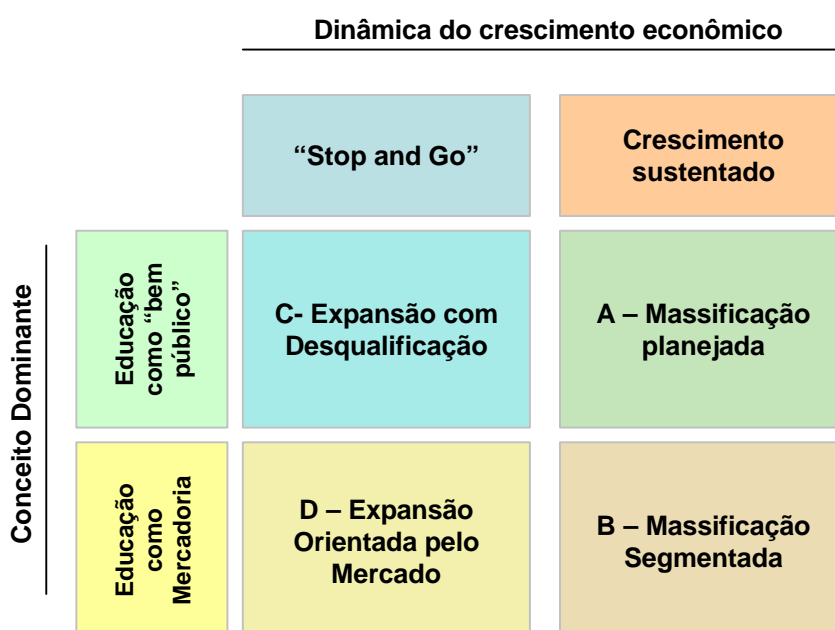 Dinâmica do crescimento econômico
“Stop and Go”
Crescimento
sustentado
Conceito Dominante
Educação
como “bem
público”
C- Expansão com
Desqualificação
A – Massificação
planejada
Educação
como
Mercadoria
D – Expansão
Orientada pelo
Mercado
B – Massificação
Segmentada